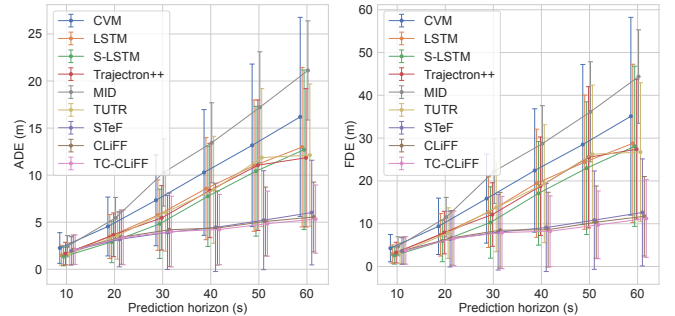 CVM
LSTM
S-LSTM
Trajectron++
MID
TUTR
STeF
CLiFF
TC-CLiFF
25
20
15
10
5
0
ADE (m)
10 20 30 40 50 60
Prediction horizon (s)
CVM
LSTM
S-LSTM
Trajectron++
MID
TUTR
STeF
CLiFF
TC-CLiFF
60
50
40
30
20
10
0
FDE (m)
10 20 30 40 50 60
Prediction horizon (s)